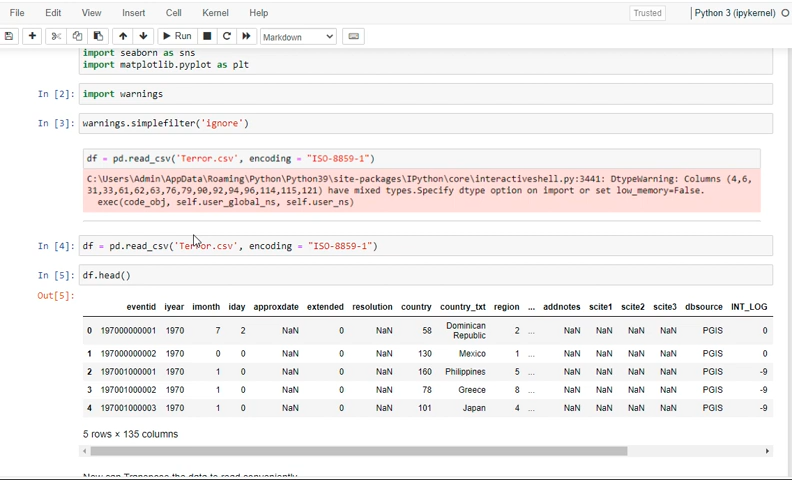 File Edit View Insert Cell Kernel Help Trusted Python 3 (ipykernel)
Run Markdown
import seaborn as sns
import matplotlib.pyplot as plt
In [2]: import warnings
In [3]: warnings.simplefilter('ignore')
df = pd.read_csv('Terror.csv', encoding = "ISO-8859-1")
C:\Users\Admin\AppData\Roaming\Python\Python39\site-packages\IPython\core\interactiveshell.py:3441: DtypeWarning: Columns (4,6,
31,33,61,62,63,76,79,90,92,94,96,114,115,121) have mixed types.Specify dtype option on import or set low_memory=False.
exec(code_obj, self.user_global_ns, self.user_ns)
In [4]: df = pd.read_csv('Terror.csv', encoding = "ISO-8859-1")
In [5]: df.head()
Out[5]:
eventid iyear imonth iday approxdate extended resolution country country_txt region ... addnotes scite1 scite2 scite3 dbsource INT_LOG
0 197000000001 1970 7 2 NaN 0 NaN 58 Dominican Republic 2 ... NaN NaN NaN NaN PGIS 0
1 197000000002 1970 0 0 NaN 0 NaN 130 Mexico 1 ... NaN NaN NaN NaN PGIS 0
2 197001000001 1970 1 0 NaN 0 NaN 160 Philippines 5 ... NaN NaN NaN NaN PGIS -9
3 197001000002 1970 1 0 NaN 0 NaN 78 Greece 8 ... NaN NaN NaN NaN PGIS -9
4 197001000003 1970 1 0 NaN 0 NaN 101 Japan 4 ... NaN NaN NaN NaN PGIS -9
5 rows × 135 columns
Now can Transpose the data to read conveniently